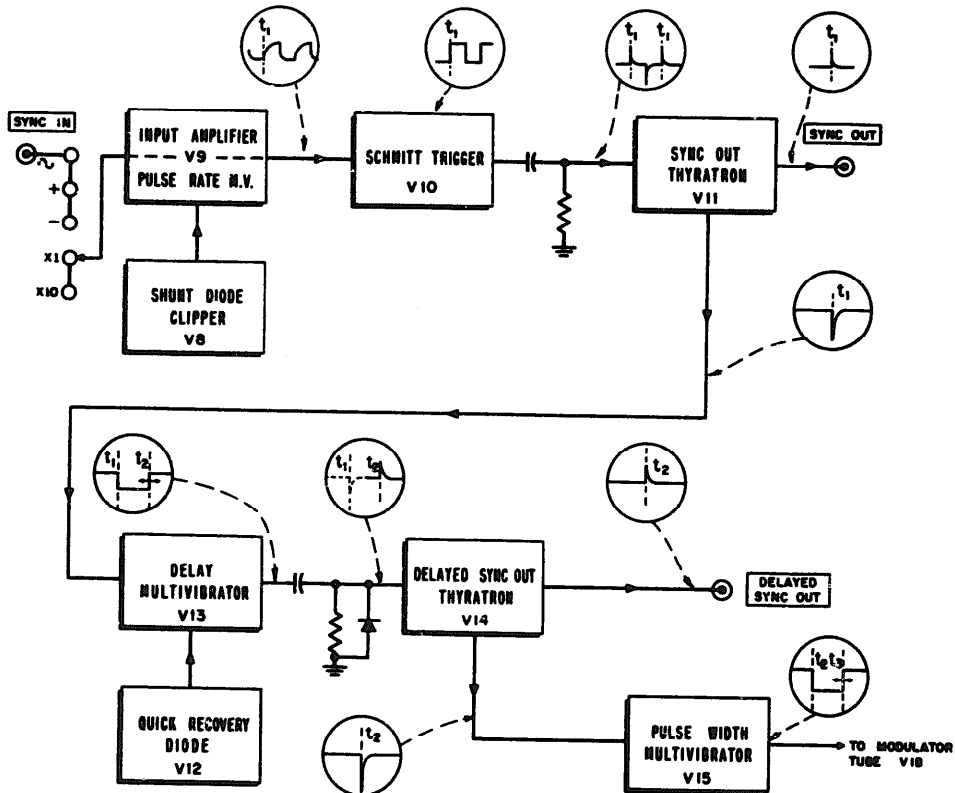 t₁
t₁
t₁ t₁
t₁
SYNC IN
INPUT AMPLIFIER
V9
PULSE RATE M.V.
SCHMITT TRIGGER
V10
SYNC OUT
THYRATRON
V11
SYNC OUT
+
−
X1
X10
SHUNT DIODE
CLIPPER
V8
t₁
t₁ t₂
t₁ t₂
t₂
DELAY
MULTIVIBRATOR
V13
DELAYED SYNC OUT
THYRATRON
V14
DELAYED
SYNC OUT
t₂ t₃
QUICK RECOVERY
DIODE
V12
t₂
PULSE WIDTH
MULTIVIBRATOR
V15
TO MODULATOR
TUBE V18